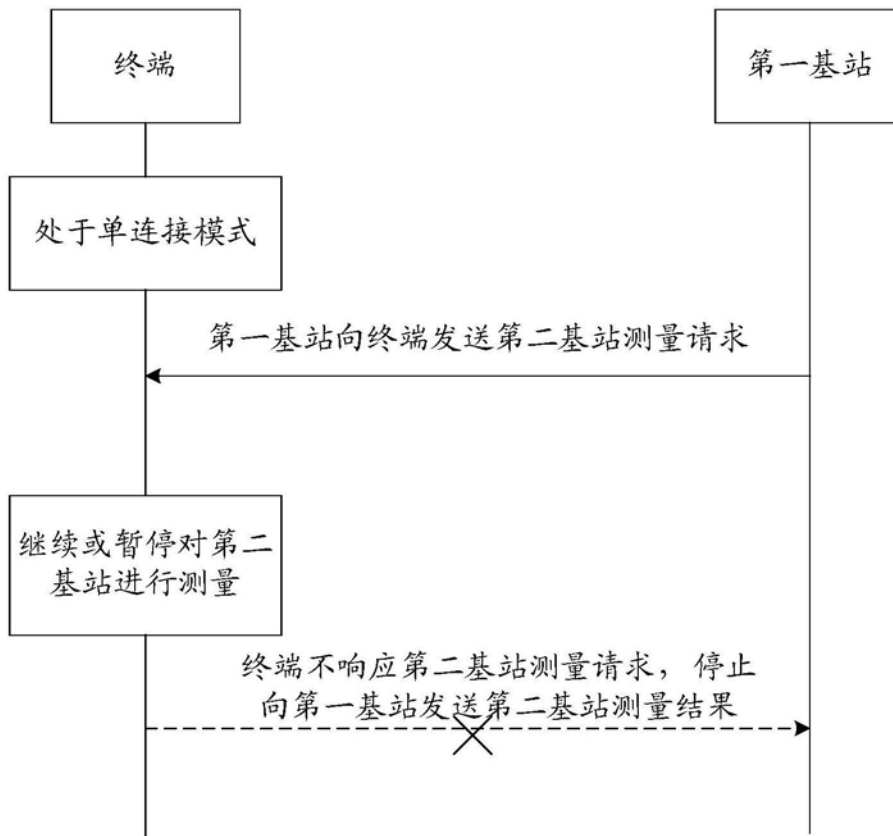 终端
第一基站
处于单连接模式
第一基站向终端发送第二基站测量请求
继续或暂停对第二
基站进行测量
终端不响应第二基站测量请求，停止
向第一基站发送第二基站测量结果